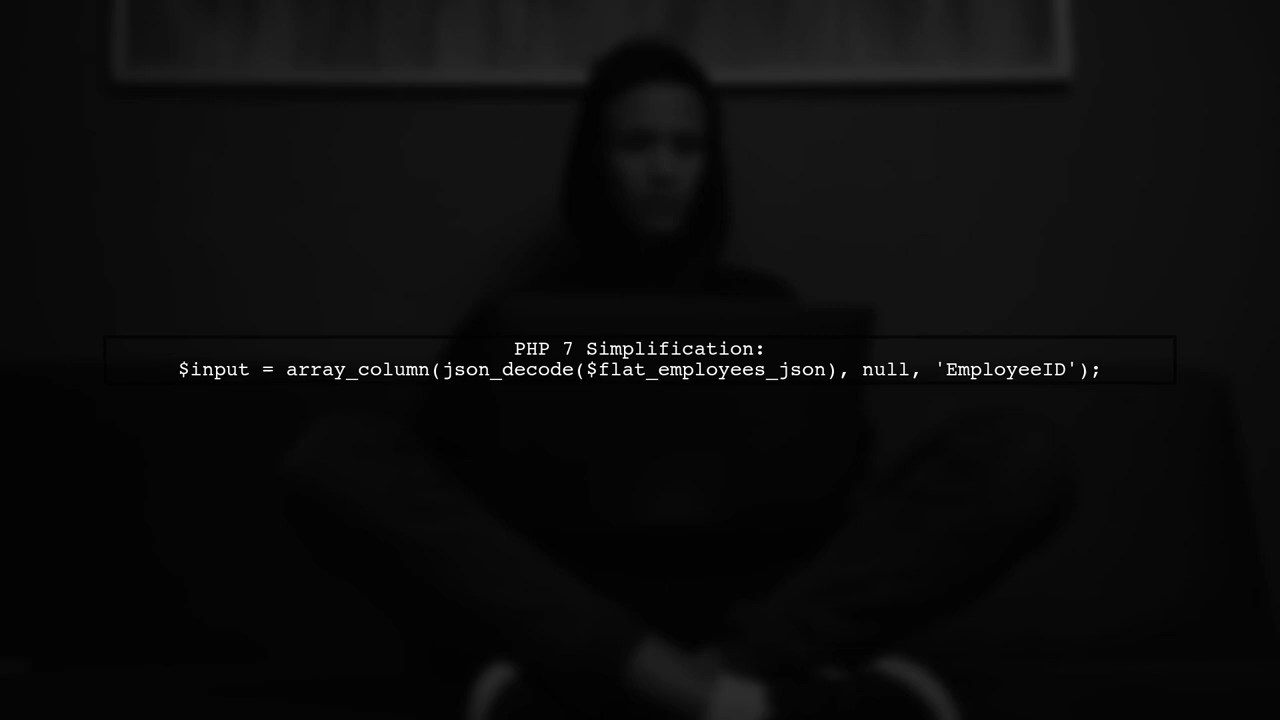 PHP 7 Simplification:
$input = array_column(json_decode($flat_employees_json), null, 'EmployeeID');